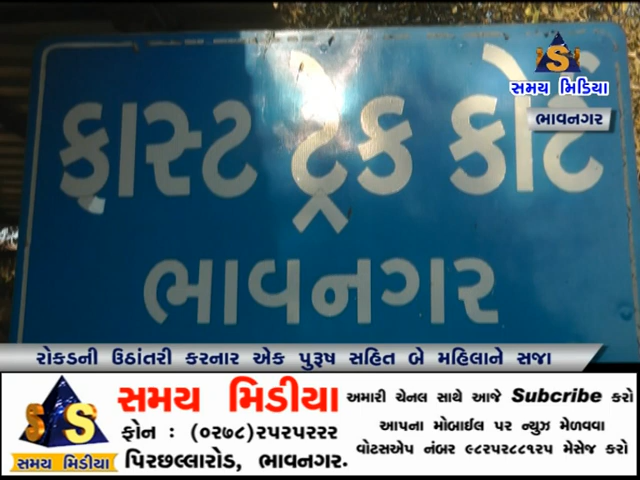 S
સમય મિડિયા
ભાવનગર
ફાસ્ટ ટ્રેક કોર્ટ
ભાવનગર
રોકડની ઉઠાંતરી કરનાર એક પુરૂષ સહિત બે મહિલાને સજા
S S
સમય મિડીયા
સમય મિડીયા
ફોન : (૦૨૭૮)૨૫૨૫૨૨૨
પિરછલ્લારોડ, ભાવનગર.
અમારી ચેનલ સાથે આજે Subcribe કરો
આપના મોબાઈલ પર ન્યુઝ મેળવવા
વોટસએપ નંબર ૯૮૨૫૨૮૮૧૨૫ મેસેજ કરો